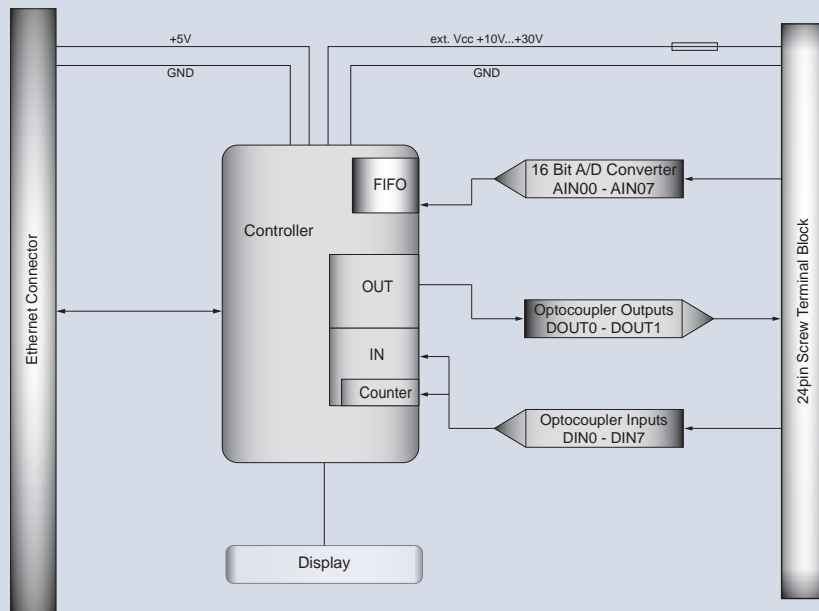 +5V
GND
ext. Vcc +10V...+30V
GND
Ethernet Connector
Controller
FIFO
OUT
IN
Counter
16 Bit A/D Converter
AIN00 - AIN07
Optocoupler Outputs
DOUT0 - DOUT1
Optocoupler Inputs
DIN0 - DIN7
24pin Screw Terminal Block
Display